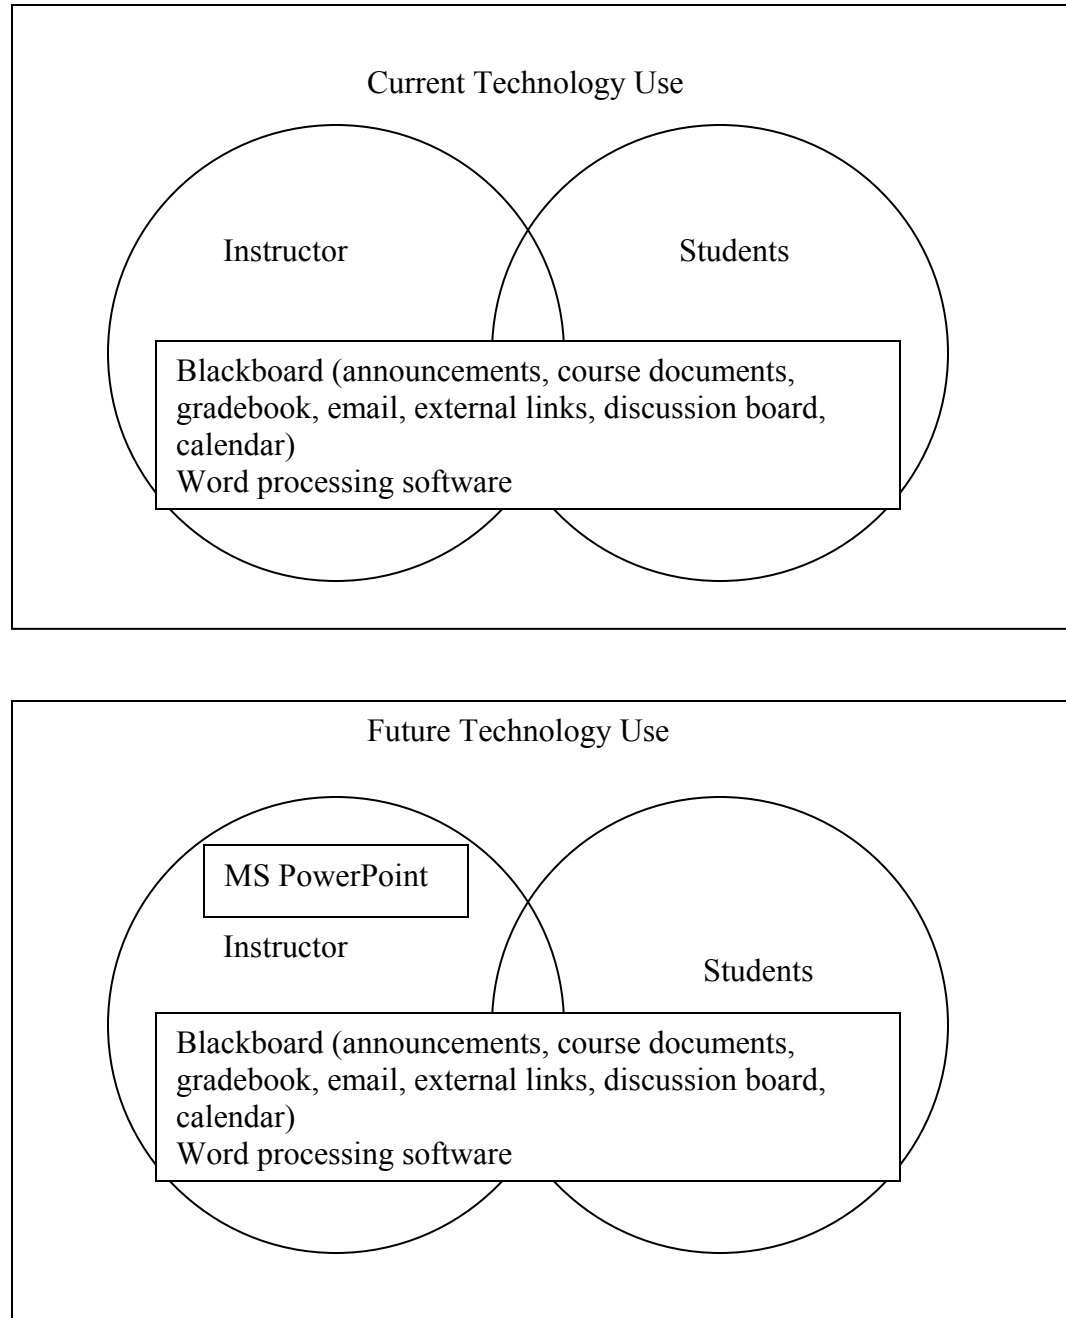 Current Technology Use
Instructor
Students
Blackboard (announcements, course documents,
gradebook, email, external links, discussion board,
calendar)
Word processing software
Future Technology Use
MS PowerPoint
Instructor
Students
Blackboard (announcements, course documents,
gradebook, email, external links, discussion board,
calendar)
Word processing software